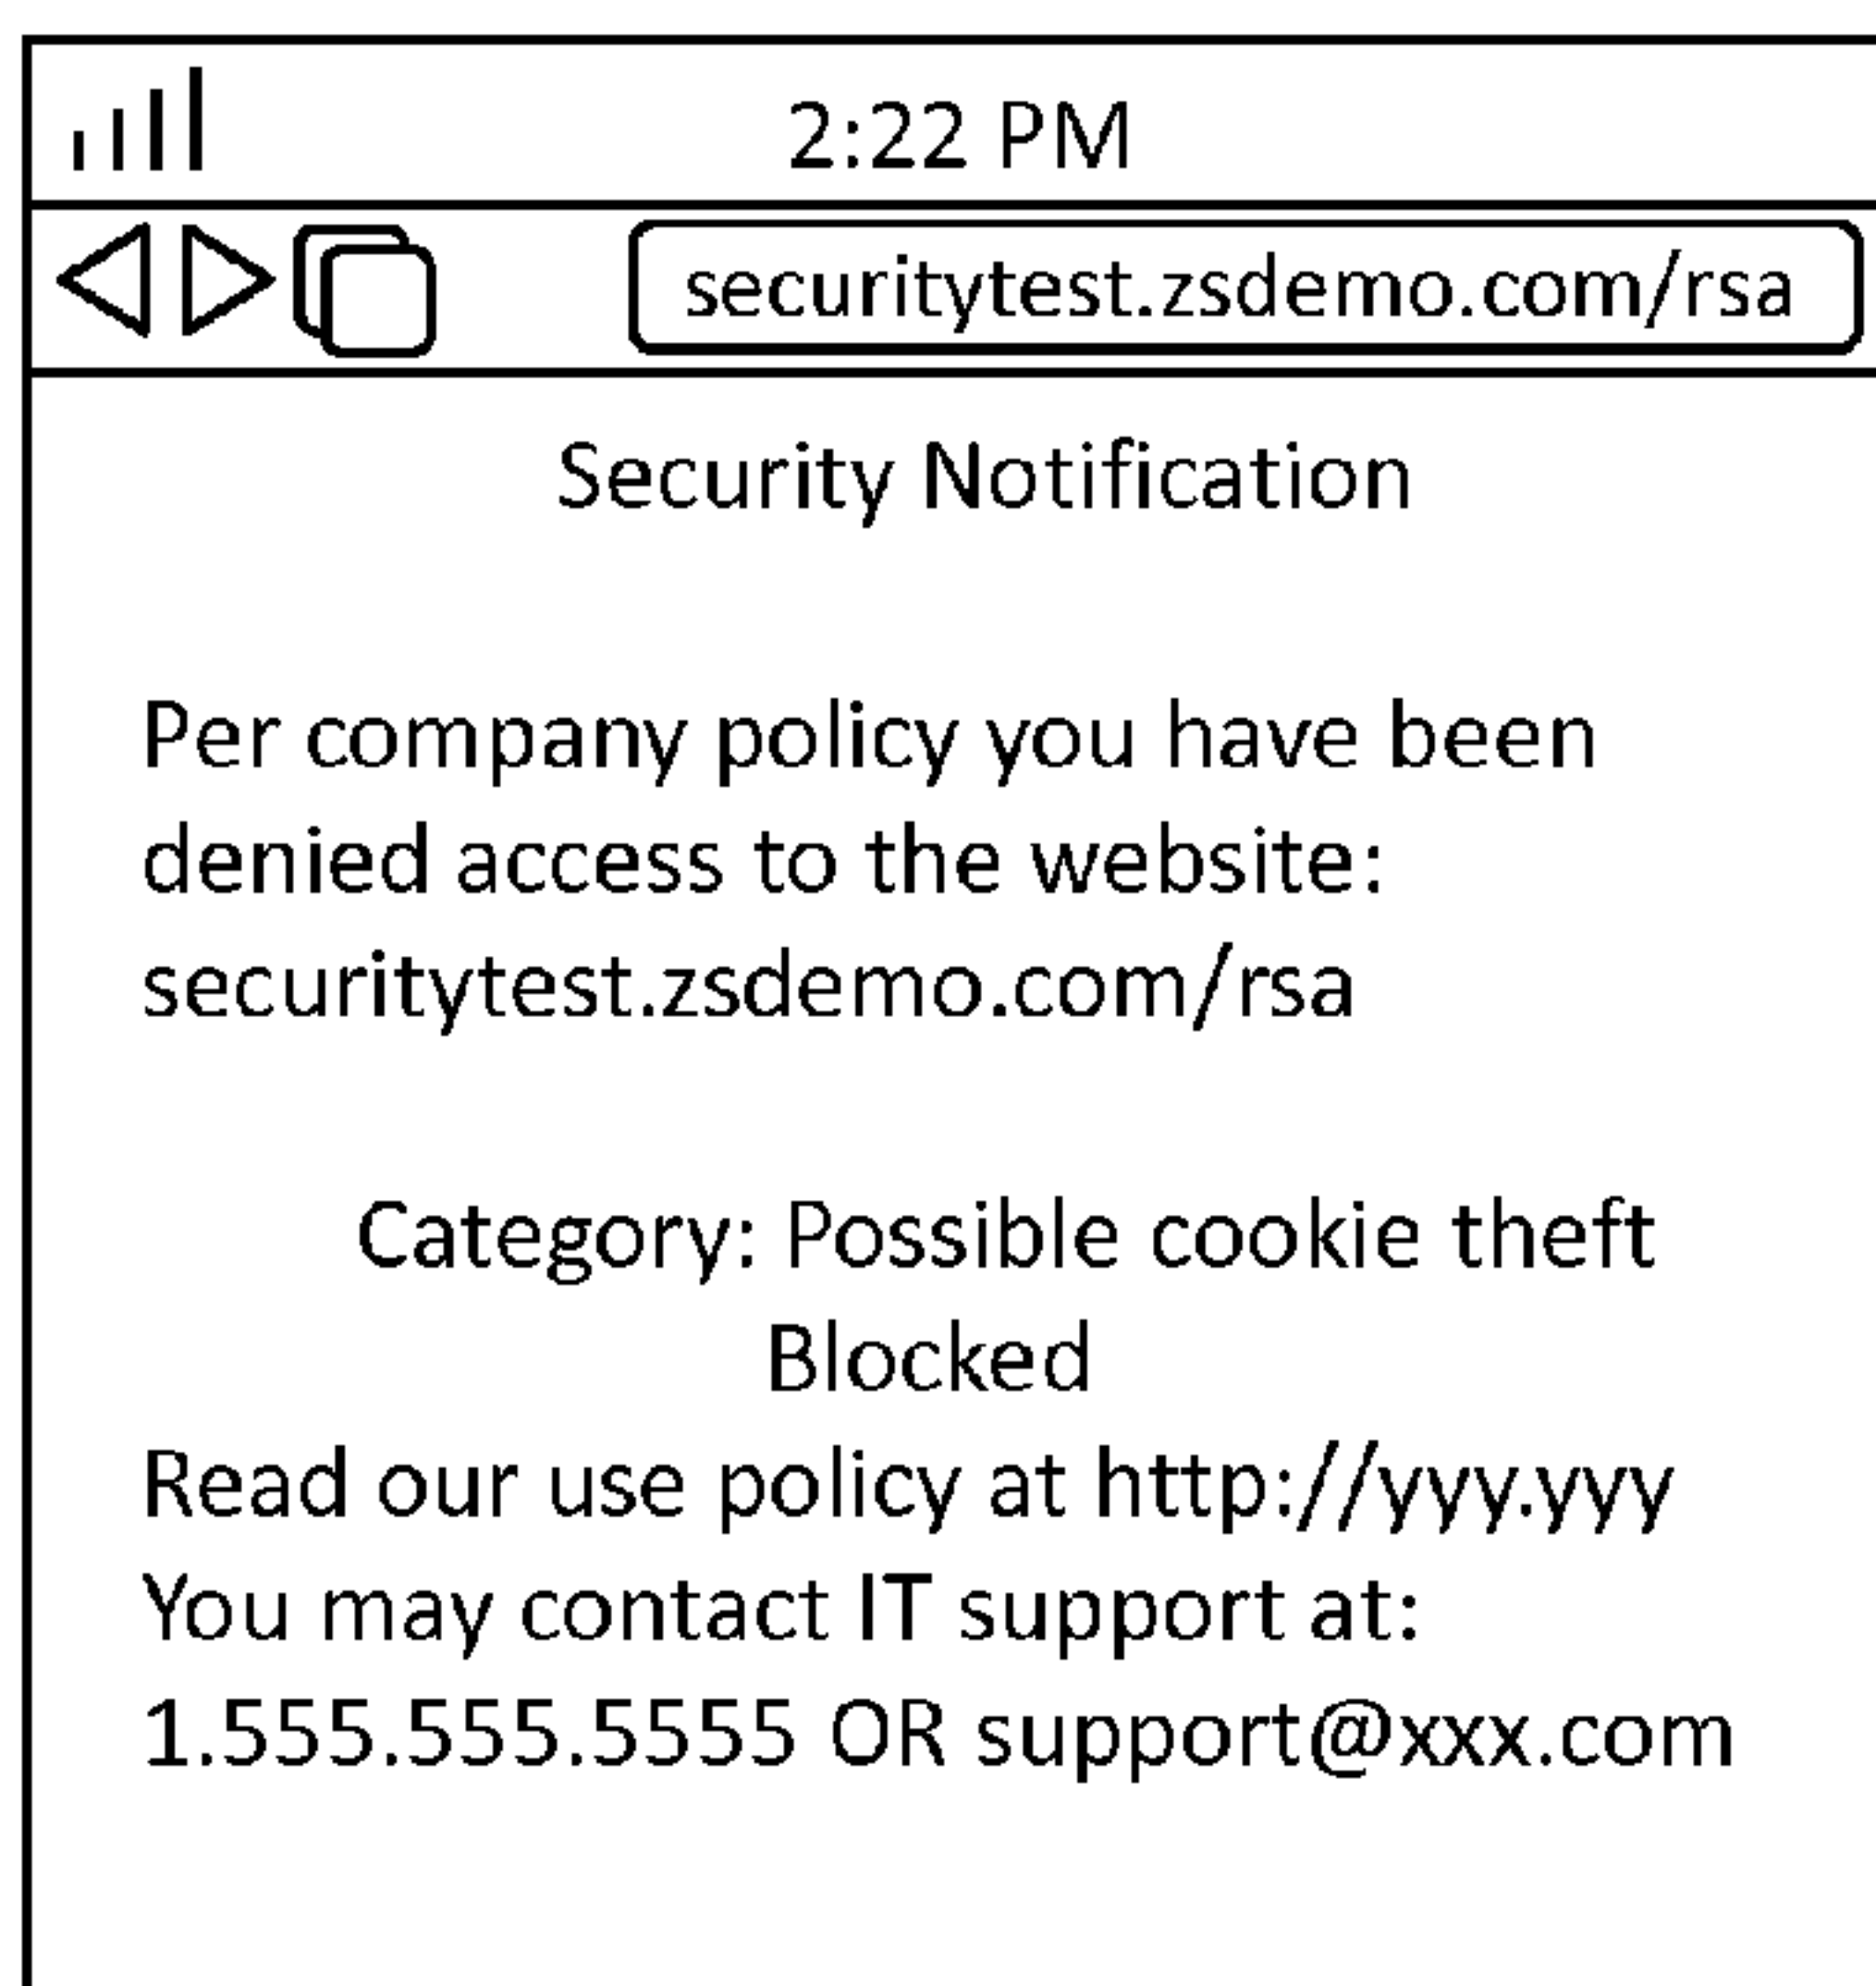 2:22 PM
securitytest.zsdemo.com/rsa
Security Notification
Per company policy you have been
denied access to the website:
securitytest.zsdemo.com/rsa
Category: Possible cookie theft
Blocked
Read our use policy at http://yyy.yyy
You may contact IT support at:
1.555.555.5555 OR support@xxx.com